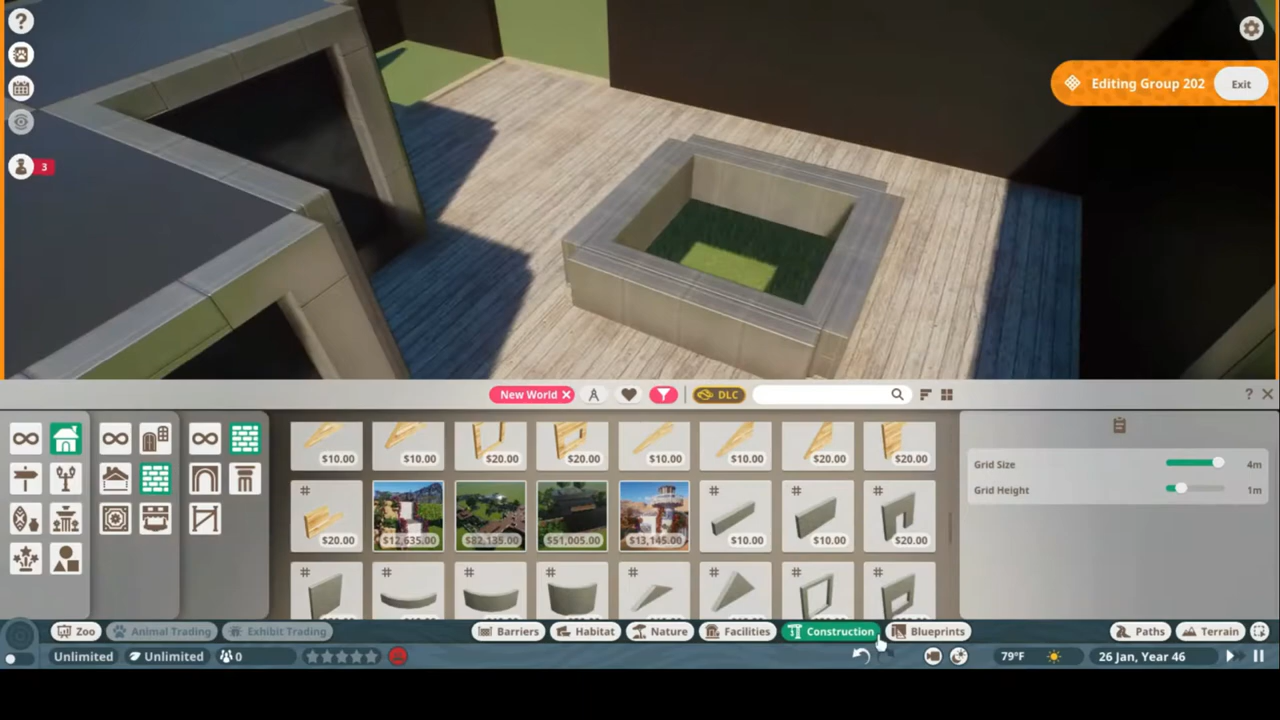 ?
Editing Group 202 Exit
3
New World × DLC ? ×
$10.00 $10.00 $20.00 $20.00 $10.00 $10.00 $20.00 $20.00
Grid Size 4m
Grid Height 1m
# # # #
$20.00 $12,635.00 $82,135.00 $51,005.00 $13,145.00 $10.00 $10.00 $20.00
# # # # # # # #
Zoo Animal Trading Exhibit Trading Barriers Habitat Nature Facilities Construction Blueprints Paths Terrain
Unlimited Unlimited 0 79°F 26 Jan, Year 46